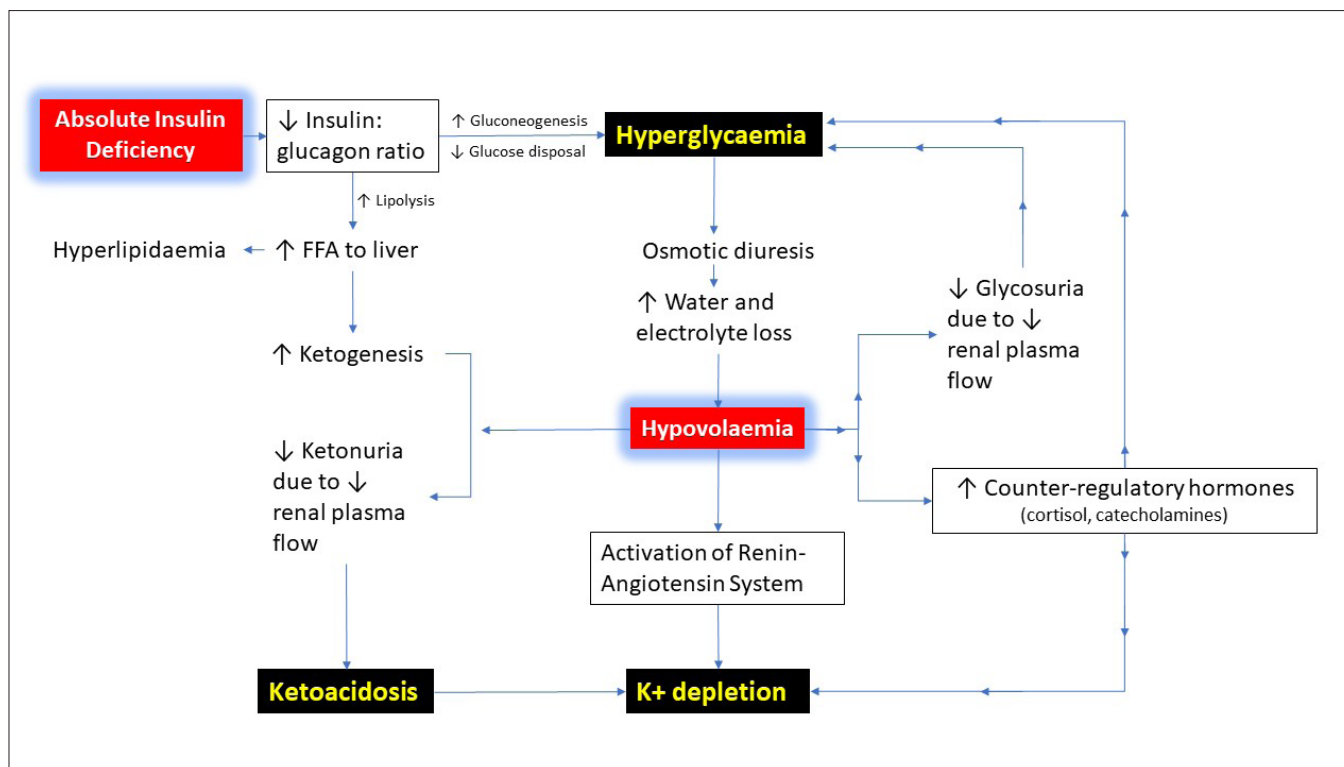 Absolute Insulin
Deficiency
↓ Insulin:
glucagon ratio
↑ Gluconeogenesis
↓ Glucose disposal
Hyperglycaemia
↑ Lipolysis
Hyperlipidaemia
↑ FFA to liver
Osmotic diuresis
↑ Water and
electrolyte loss
↓ Glycosuria
due to ↓
renal plasma
flow
↑ Ketogenesis
Hypovolaemia
↓ Ketonuria
due to ↓
renal plasma
flow
↑ Counter-regulatory hormones
(cortisol, catecholamines)
Activation of Renin-
Angiotensin System
Ketoacidosis
K+ depletion